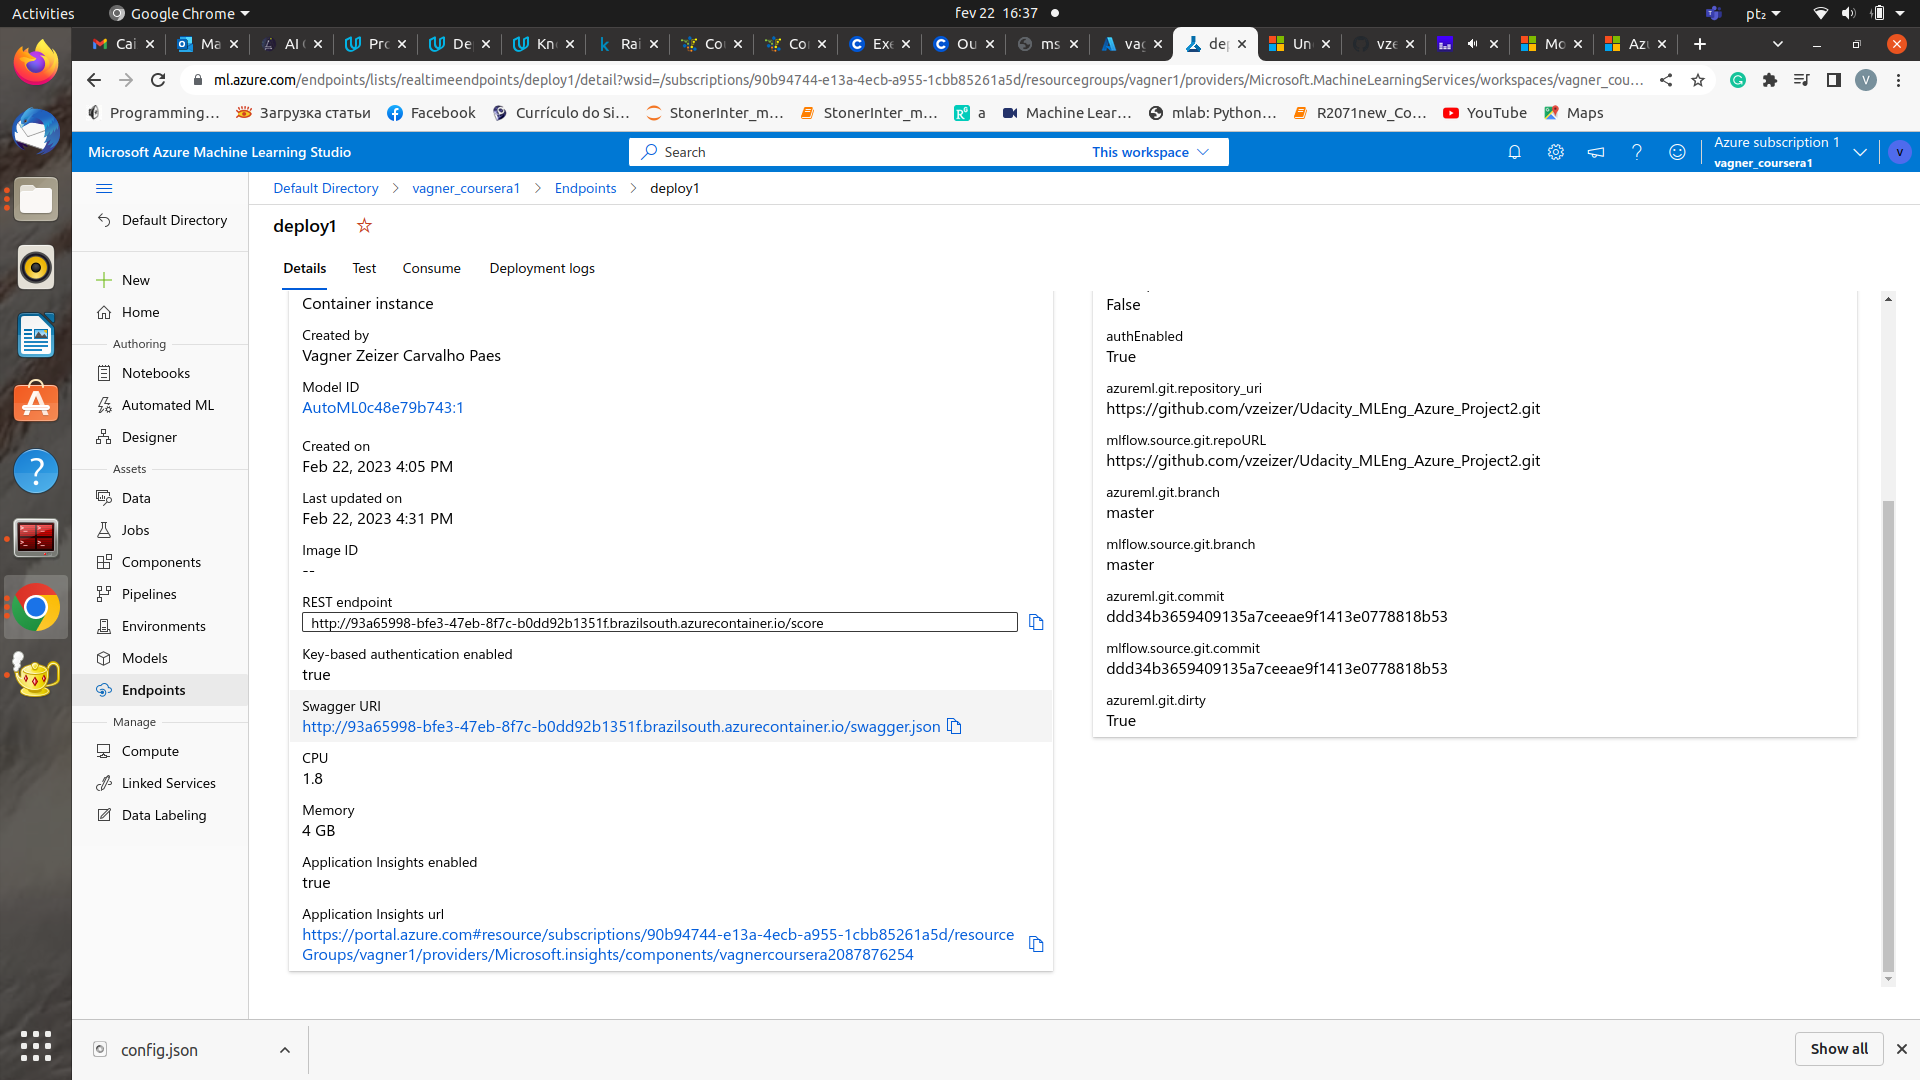 Activities
Google Chrome
fev 22 16:37
pt₂
Cai
Ma
AI
Pro
De
Kno
Rai
Co
Co
Exe
Ou
ms
vag
dep
Un
vze
Mo
Az
ml.azure.com/endpoints/lists/realtimeendpoints/deploy1/detail?wsid=/subscriptions/90b94744-e13a-4ecb-a955-1cbb85261a5d/resourcegroups/vagner1/providers/Microsoft.MachineLearningServices/workspaces/vagner_cou…
V
Programming…
Загрузка статьи
Facebook
Currículo do Si…
StonerInter_m…
StonerInter_m…
a
Machine Lear…
mlab: Python…
R2071new_Co…
YouTube
Maps
Microsoft Azure Machine Learning Studio
Search
This workspace
Azure subscription 1
vagner_coursera1
V
Default Directory
vagner_coursera1
Endpoints
deploy1
Default Directory
New
Home
Authoring
Notebooks
Automated ML
Designer
Assets
Data
Jobs
Components
Pipelines
Environments
Models
Endpoints
Manage
Compute
Linked Services
Data Labeling
deploy1
Details
Test
Consume
Deployment logs
Container instance
Created by
Vagner Zeizer Carvalho Paes
Model ID
AutoML0c48e79b743:1
Created on
Feb 22, 2023 4:05 PM
Last updated on
Feb 22, 2023 4:31 PM
Image ID
--
REST endpoint
http://93a65998-bfe3-47eb-8f7c-b0dd92b1351f.brazilsouth.azurecontainer.io/score
Key-based authentication enabled
true
Swagger URI
http://93a65998-bfe3-47eb-8f7c-b0dd92b1351f.brazilsouth.azurecontainer.io/swagger.json
CPU
1.8
Memory
4 GB
Application Insights enabled
true
Application Insights url
https://portal.azure.com#resource/subscriptions/90b94744-e13a-4ecb-a955-1cbb85261a5d/resource
Groups/vagner1/providers/Microsoft.insights/components/vagnercoursera2087876254
False
authEnabled
True
azureml.git.repository_uri
https://github.com/vzeizer/Udacity_MLEng_Azure_Project2.git
mlflow.source.git.repoURL
https://github.com/vzeizer/Udacity_MLEng_Azure_Project2.git
azureml.git.branch
master
mlflow.source.git.branch
master
azureml.git.commit
ddd34b3659409135a7ceeae9f1413e0778818b53
mlflow.source.git.commit
ddd34b3659409135a7ceeae9f1413e0778818b53
azureml.git.dirty
True
config.json
Show all